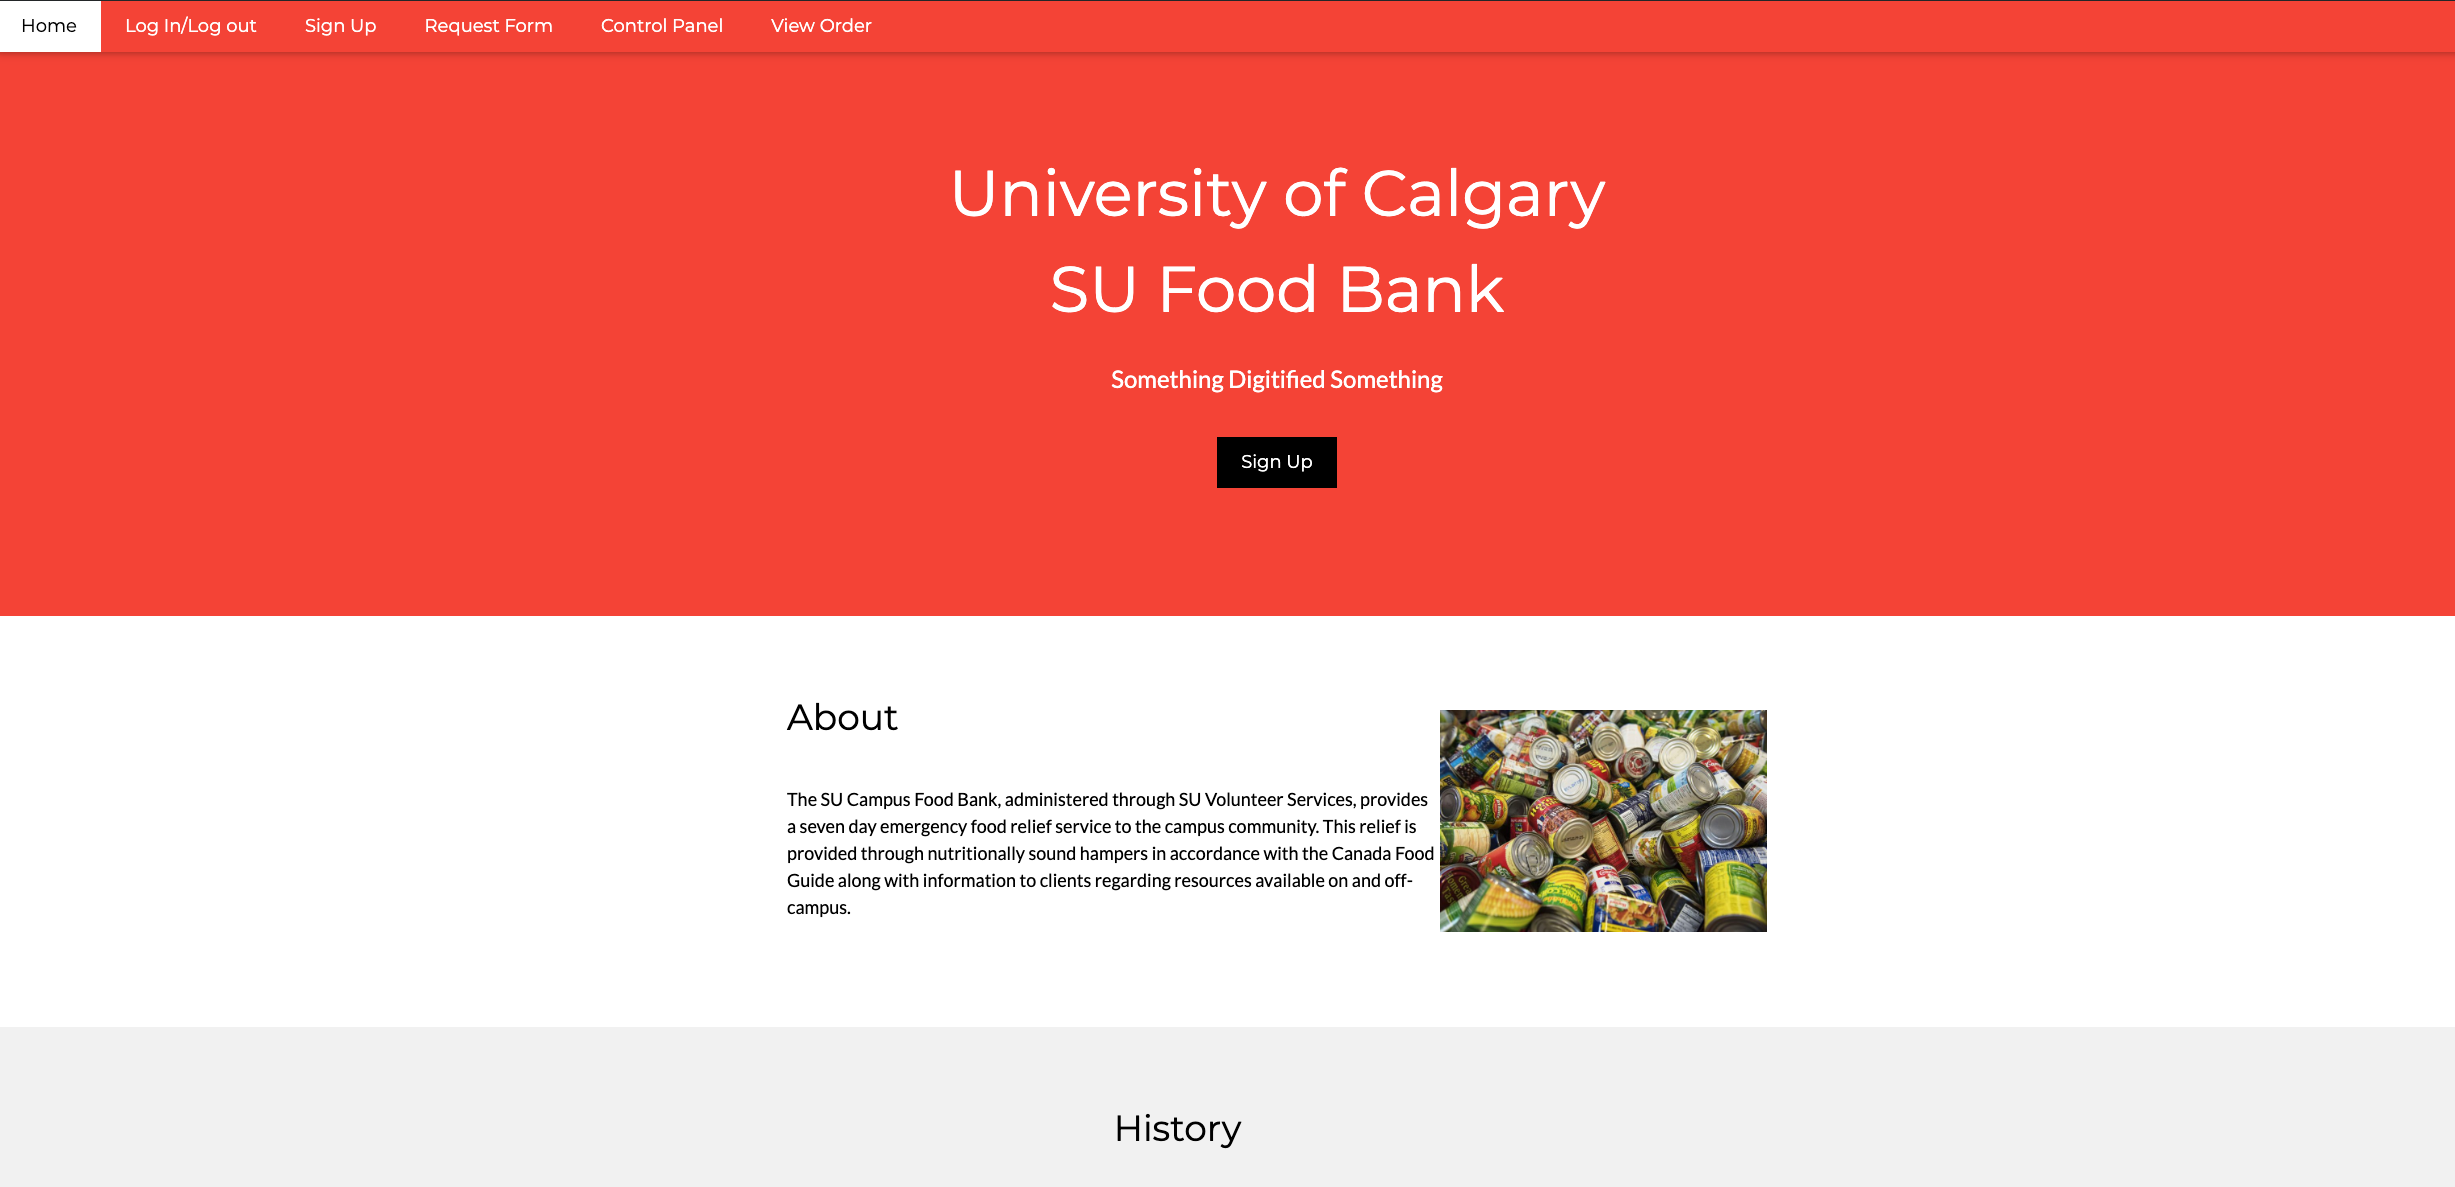 Home Log In/Log out Sign Up Request Form Control Panel View Order
University of Calgary
SU Food Bank
Something Digitified Something
Sign Up
About
The SU Campus Food Bank, administered through SU Volunteer Services, provides
a seven day emergency food relief service to the campus community. This relief is
provided through nutritionally sound hampers in accordance with the Canada Food
Guide along with information to clients regarding resources available on and off-
campus.
History